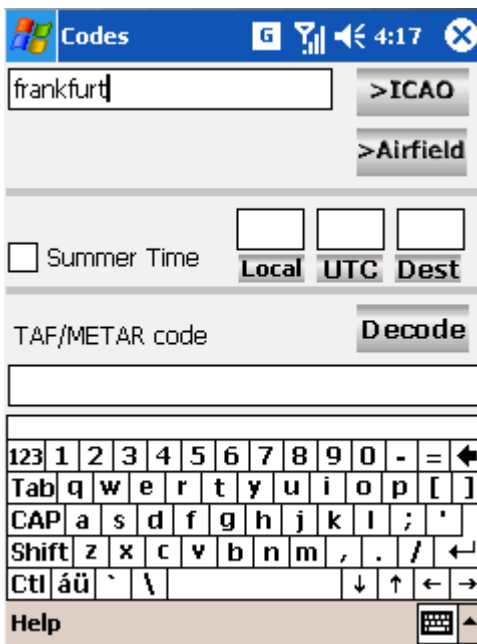 Codes G 4:17
frankfurt >ICAO
>Airfield
Summer Time Local UTC Dest
TAF/METAR code Decode
123 1 2 3 4 5 6 7 8 9 0 - =
Tab q w e r t y u i o p [ ]
CAP a s d f g h j k l ; '
Shift z x c v b n m , . /
Ctl áü ` \
Help